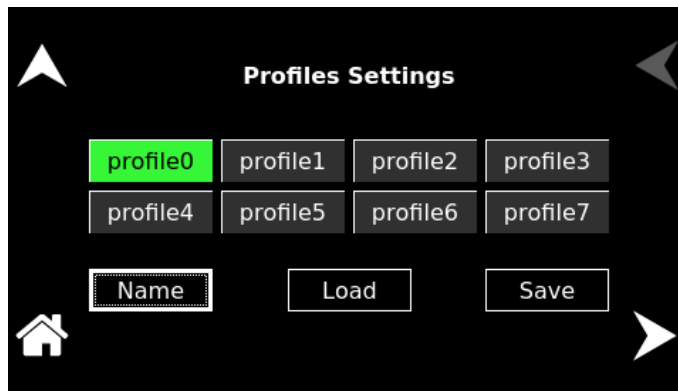 Profiles Settings
profile0 profile1 profile2 profile3
profile4 profile5 profile6 profile7
Name Load Save